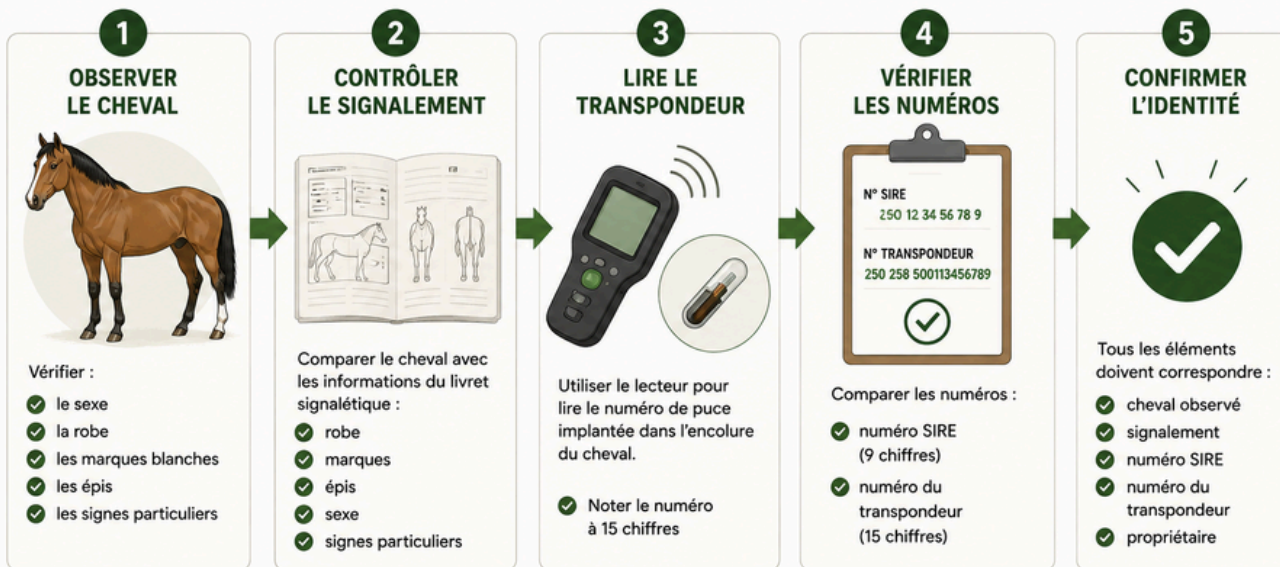 1
OBSERVER
LE CHEVAL
Vérifier :
le sexe
la robe
les marques blanches
les épis
les signes particuliers
2
CONTRÔLER
LE SIGNALEMENT
Comparer le cheval avec
les informations du livret
signalétique :
robe
marques
épis
sexe
signes particuliers
3
LIRE LE
TRANSPONDEUR
Utiliser le lecteur pour
lire le numéro de puce
implantée dans l'encolure
du cheval.
Noter le numéro
à 15 chiffres
4
VÉRIFIER
LES NUMÉROS
N° SIRE
250 12 34 56 78 9
N° TRANSPONDEUR
250 258 500113456789
Comparer les numéros :
numéro SIRE
(9 chiffres)
numéro du
transpondeur
(15 chiffres)
5
CONFIRMER
L'IDENTITÉ
Tous les éléments
doivent correspondre :
cheval observé
signalement
numéro SIRE
numéro du
transpondeur
propriétaire